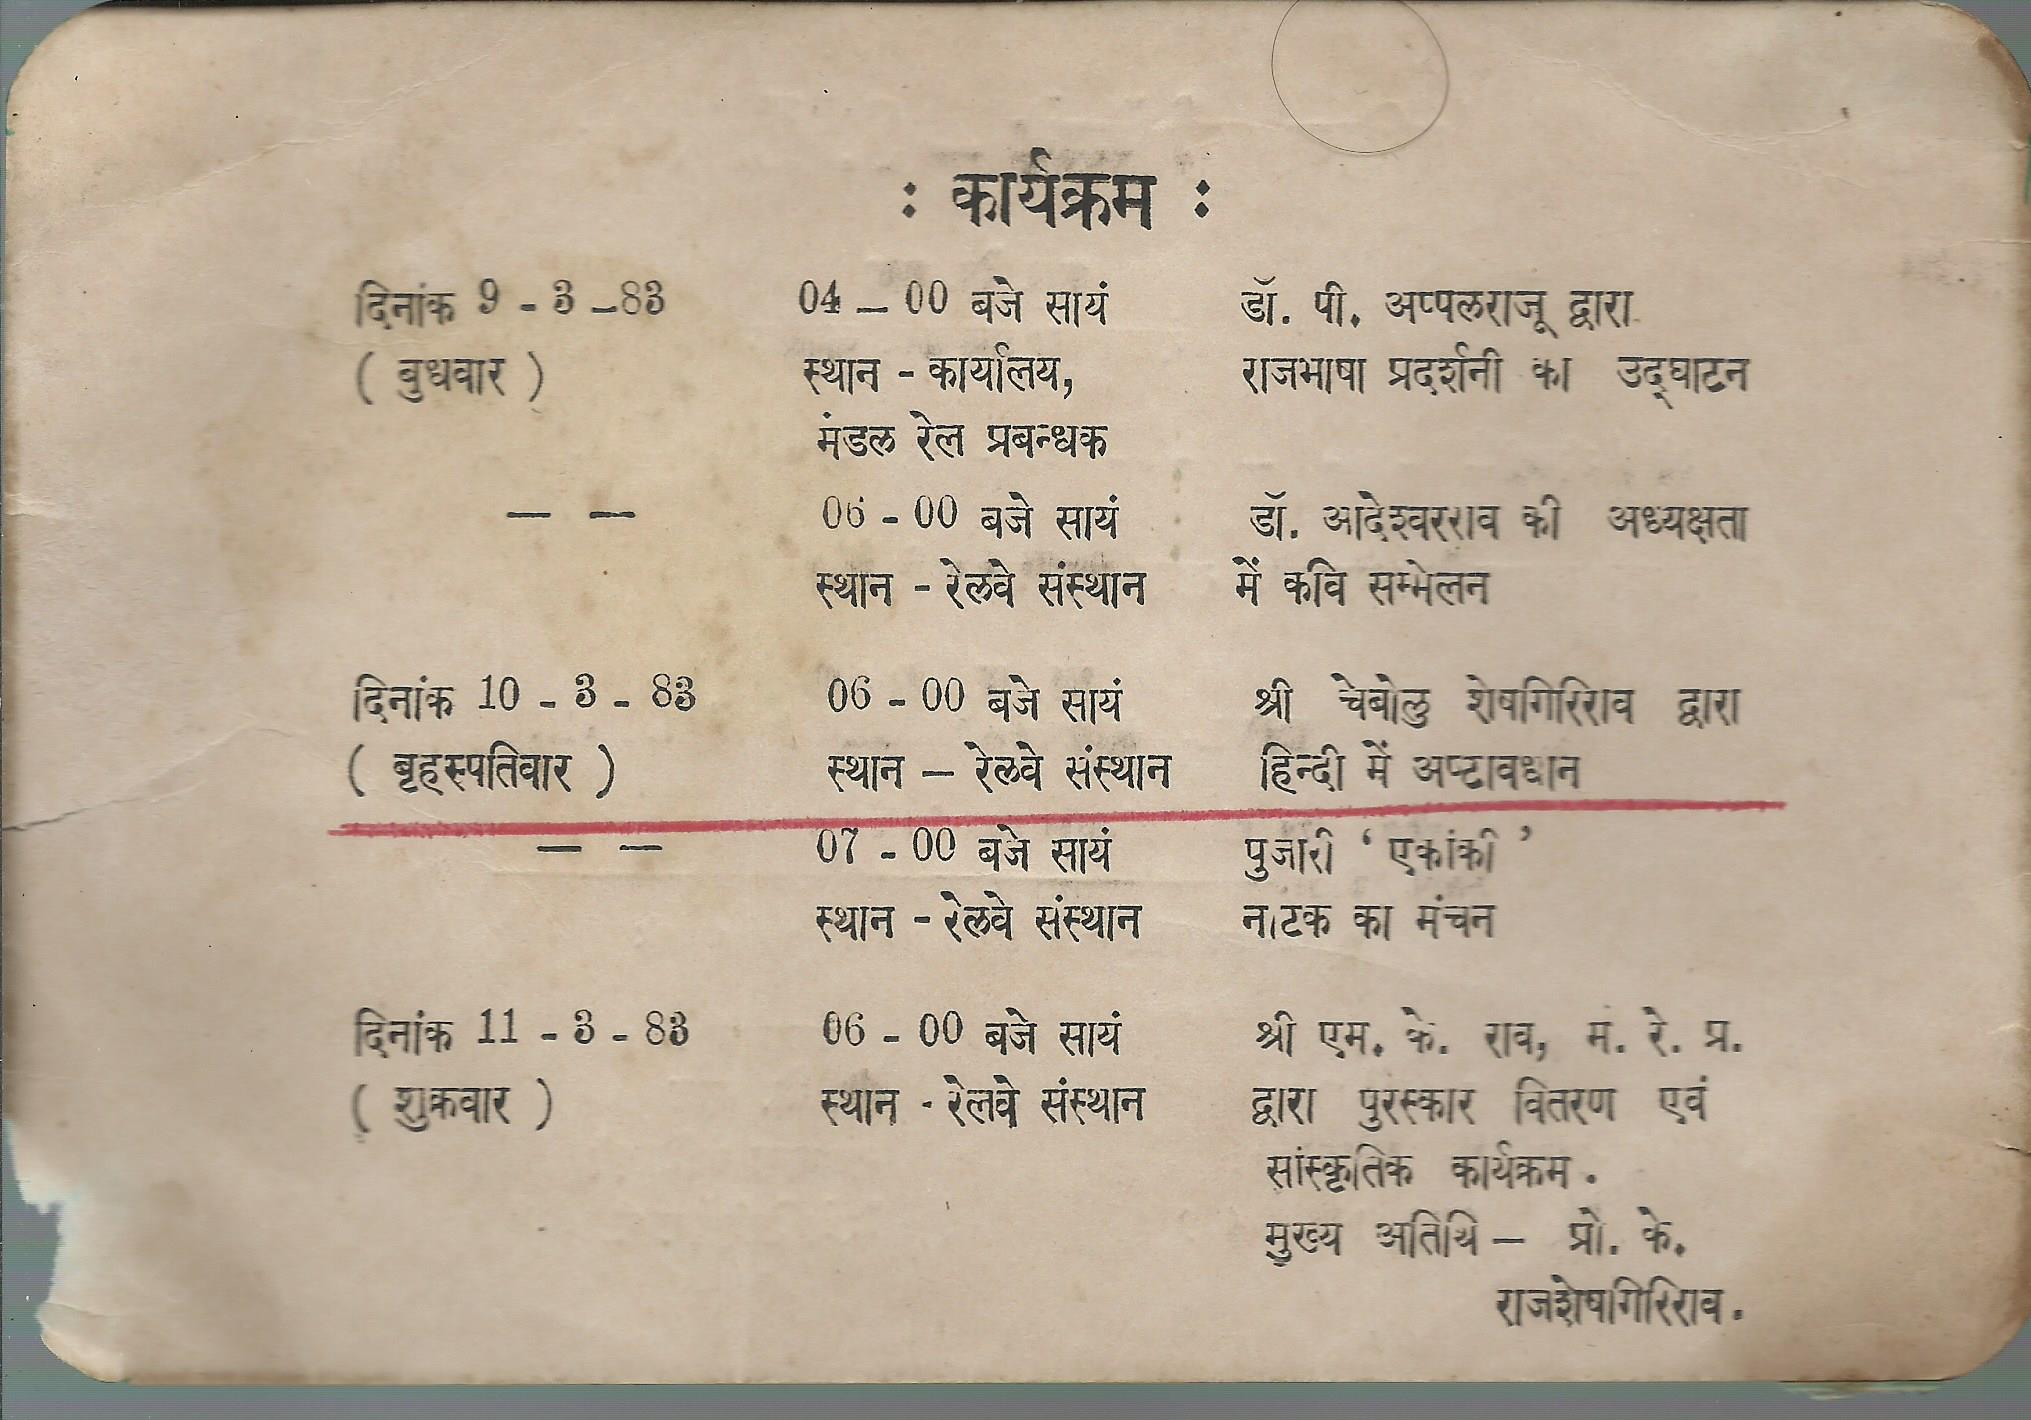 : कार्यक्रम :
दिनांक 9 - 3 - 83 04 - 00 बजे सायं डॉ. पी. अप्पलराजू द्वारा
( बुधवार ) स्थान - कार्यालय, राजभाषा प्रदर्शनी का उद्घाटन
मंडल रेल प्रबन्धक
— — 06 - 00 बजे सायं डॉ. आदेश्वरराव की अध्यक्षता
स्थान - रेलवे संस्थान में कवि सम्मेलन
दिनांक 10 - 3 - 83 06 - 00 बजे सायं श्री चेबोलु शेषगिरिराव द्वारा
( बृहस्पतिवार ) स्थान — रेलवे संस्थान हिन्दी में अष्टावधान
— — 07 - 00 बजे सायं पुजारी ‘ एकांकी ’
स्थान - रेलवे संस्थान नाटक का मंचन
दिनांक 11 - 3 - 83 06 - 00 बजे सायं श्री एम. के. राव, मं. रे. प्र.
( शुक्रवार ) स्थान - रेलवे संस्थान द्वारा पुरस्कार वितरण एवं
सांस्कृतिक कार्यक्रम .
मुख्य अतिथि — प्रो. के.
राजशेषगिरिराव .